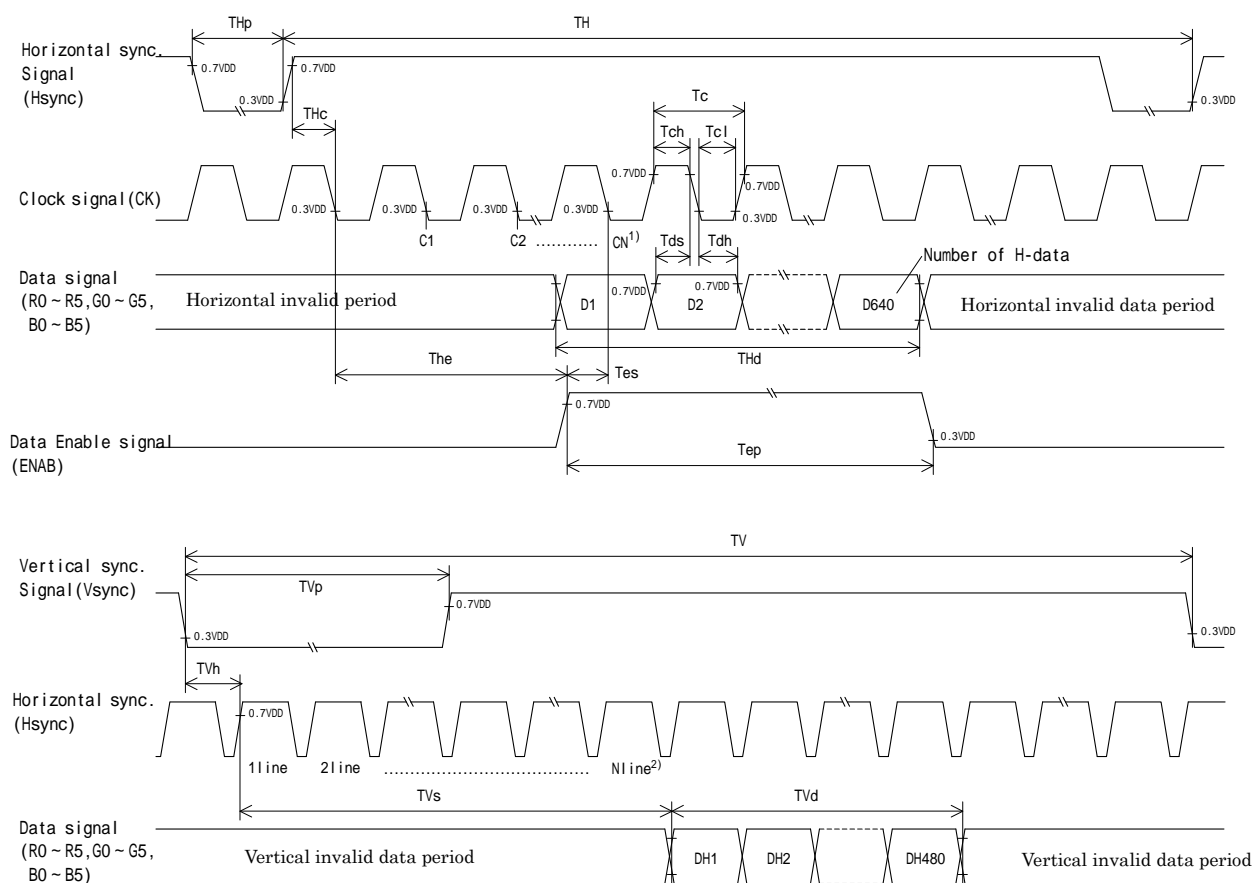 THp
TH
Horizontal sync.
Signal
(Hsync)
0.7VDD
0.7VDD
0.3VDD
0.3VDD
THc
Tc
Tch
Tcl
Clock signal(CK)
0.7VDD
0.7VDD
0.3VDD
0.3VDD
0.3VDD
0.3VDD
0.3VDD
C1
C2
............
CN1)
Tds
Tdh
Number of H-data
Data signal
(R0~R5,G0~G5,
B0~B5)
Horizontal invalid period
D1
0.7VDD
D2
0.7VDD
D640
Horizontal invalid data period
THd
The
Tes
0.7VDD
Data Enable signal
(ENAB)
Tep
0.3VDD
TV
Vertical sync.
Signal(Vsync)
TVp
0.7VDD
0.3VDD
0.3VDD
TVh
Horizontal sync.
(Hsync)
0.7VDD
1line 2line ........................................ Nline2)
TVs
TVd
Data signal
(R0~R5,G0~G5,
B0~B5)
Vertical invalid data period
DH1
DH2
DH480
Vertical invalid data period